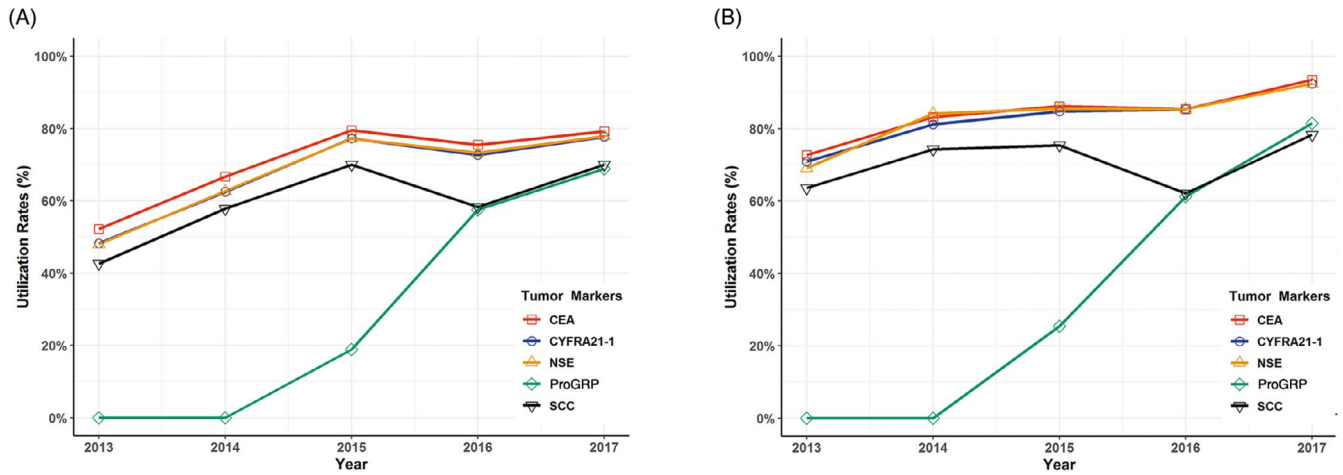 (A)
100%
80%
60%
40%
20%
0%
Utilization Rates (%)
2013 2014 2015 2016 2017
Year
Tumor Markers
CEA
CYFRA21-1
NSE
ProGRP
SCC
(B)
100%
80%
60%
40%
20%
0%
Utilization Rates (%)
2013 2014 2015 2016 2017
Year
Tumor Markers
CEA
CYFRA21-1
NSE
ProGRP
SCC